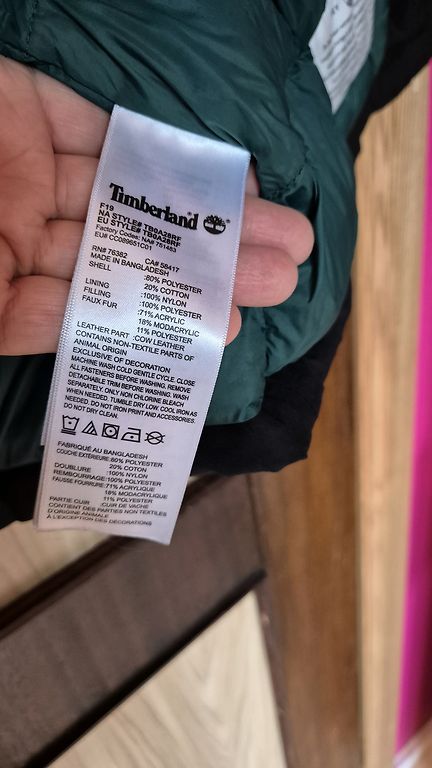 Timberland
F19
NA STYLE# TB0A28RF
EU STYLE# TB0A28RF
Factory Codes: NA# 761483
EU# CC089651C01
RN# 76382 CA# 58417
MADE IN BANGLADESH
SHELL :80% POLYESTER
20% COTTON
LINING :100% NYLON
FILLING :100% POLYESTER
FAUX FUR :71% ACRYLIC
18% MODACRYLIC
11% POLYESTER
LEATHER PART :COW LEATHER
CONTAINS NON-TEXTILE PARTS OF
ANIMAL ORIGIN
EXCLUSIVE OF DECORATION
MACHINE WASH COLD GENTLE CYCLE. CLOSE
ALL FASTENERS BEFORE WASHING. REMOVE
DETACHABLE TRIM BEFORE WASHING. WASH
SEPARATELY. ONLY NON CHLORINE BLEACH
WHEN NEEDED. TUMBLE DRY LOW. COOL IRON AS
NEEDED. DO NOT IRON PRINT AND ACCESSORIES.
DO NOT DRY CLEAN.
FABRIQUÉ AU BANGLADESH
COUCHE EXTÉRIEURE:80% POLYESTER
20% COTON
DOUBLURE :100% NYLON
REMBOURRAGE:100% POLYESTER
FAUSSE FOURRURE:71% ACRYLIQUE
18% MODACRYLIQUE
11% POLYESTER
PARTIE CUIR :CUIR DE VACHE
CONTIENT DES PARTIES NON TEXTILES
D'ORIGINE ANIMALE
À L'EXCEPTION DES DÉCORATIONS